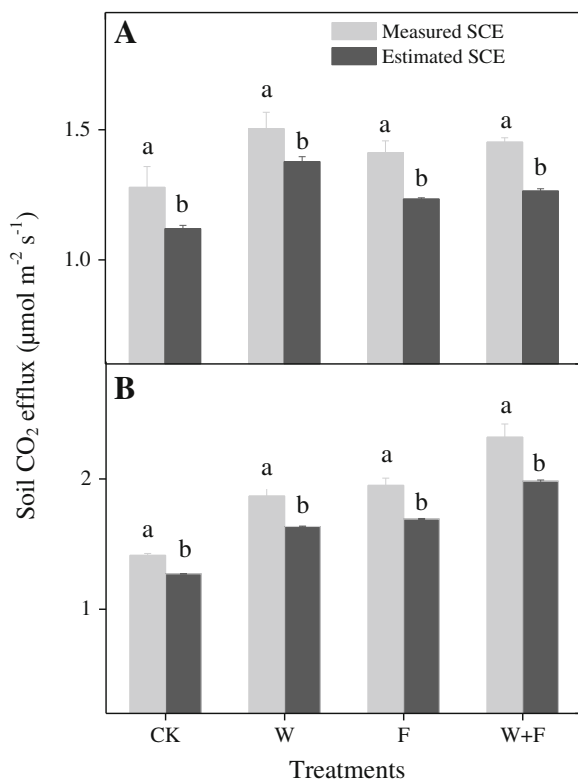 A
Measured SCE
Estimated SCE
a b a b a b a b
1.5
1.0
Soil CO₂ efflux (μmol m⁻² s⁻¹)
B
a b a b a b a b
2
1
CK W F W+F
Treatments